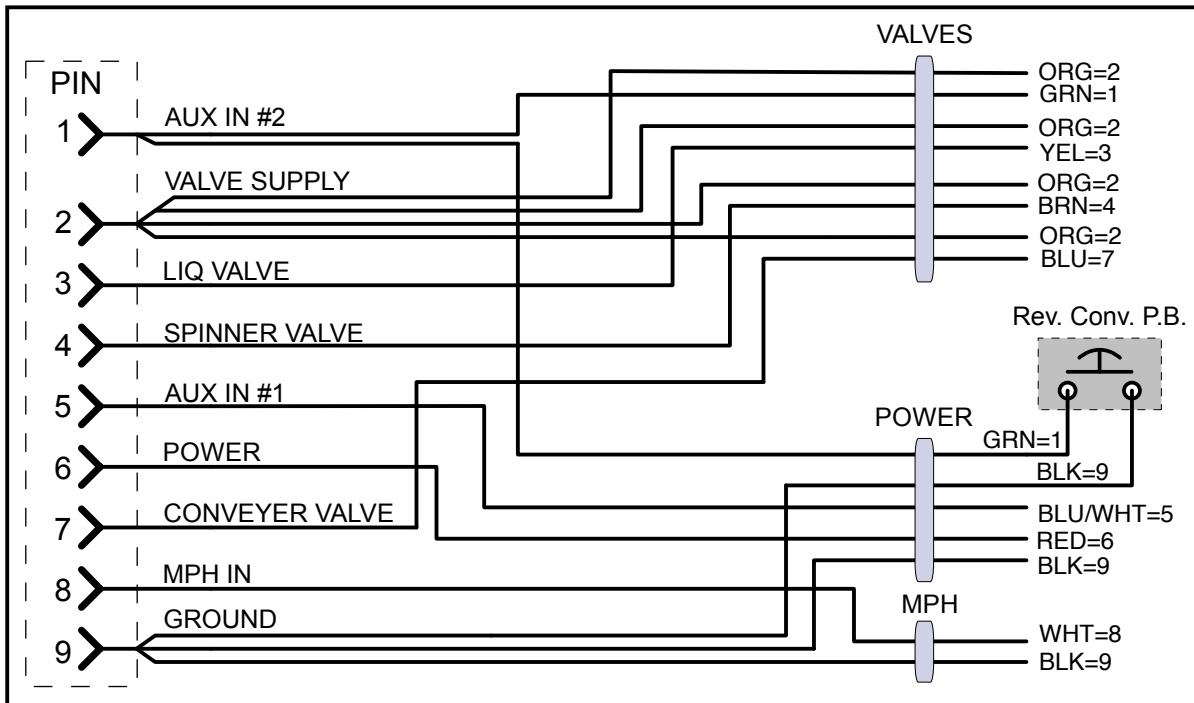 PIN
1 AUX IN #2
VALVE SUPPLY
2
3 LIQ VALVE
4 SPINNER VALVE
5 AUX IN #1
6 POWER
7 CONVEYER VALVE
8 MPH IN
GROUND
9
VALVES
ORG=2
GRN=1
ORG=2
YEL=3
ORG=2
BRN=4
ORG=2
BLU=7
Rev. Conv. P.B.
POWER
GRN=1
BLK=9
BLU/WHT=5
RED=6
BLK=9
MPH
WHT=8
BLK=9